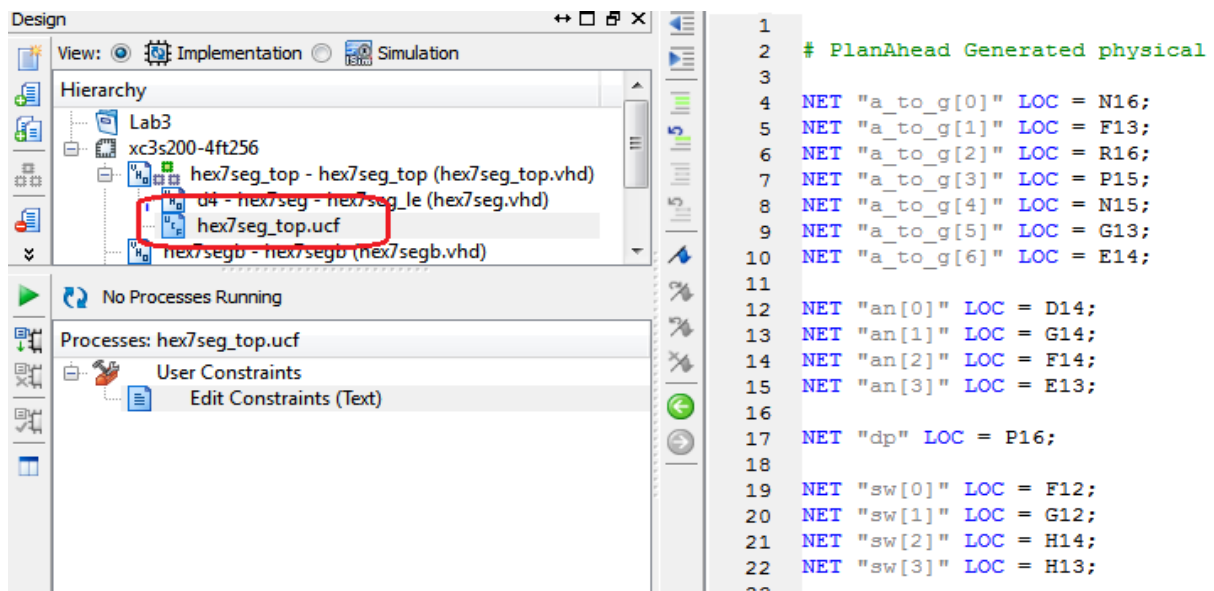 Design
View: Implementation Simulation
Hierarchy
Lab3
xc3s200-4ft256
hex7seg_top - hex7seg_top (hex7seg_top.vhd)
d4 - hex7seg - hex7seg_le (hex7seg.vhd)
hex7seg_top.ucf
hex7segb - hex7segb (hex7segb.vhd)
No Processes Running
Processes: hex7seg_top.ucf
User Constraints
Edit Constraints (Text)
1
2 # PlanAhead Generated physical
3
4 NET "a_to_g[0]" LOC = N16;
5 NET "a_to_g[1]" LOC = F13;
6 NET "a_to_g[2]" LOC = R16;
7 NET "a_to_g[3]" LOC = P15;
8 NET "a_to_g[4]" LOC = N15;
9 NET "a_to_g[5]" LOC = G13;
10 NET "a_to_g[6]" LOC = E14;
11
12 NET "an[0]" LOC = D14;
13 NET "an[1]" LOC = G14;
14 NET "an[2]" LOC = F14;
15 NET "an[3]" LOC = E13;
16
17 NET "dp" LOC = P16;
18
19 NET "sw[0]" LOC = F12;
20 NET "sw[1]" LOC = G12;
21 NET "sw[2]" LOC = H14;
22 NET "sw[3]" LOC = H13;